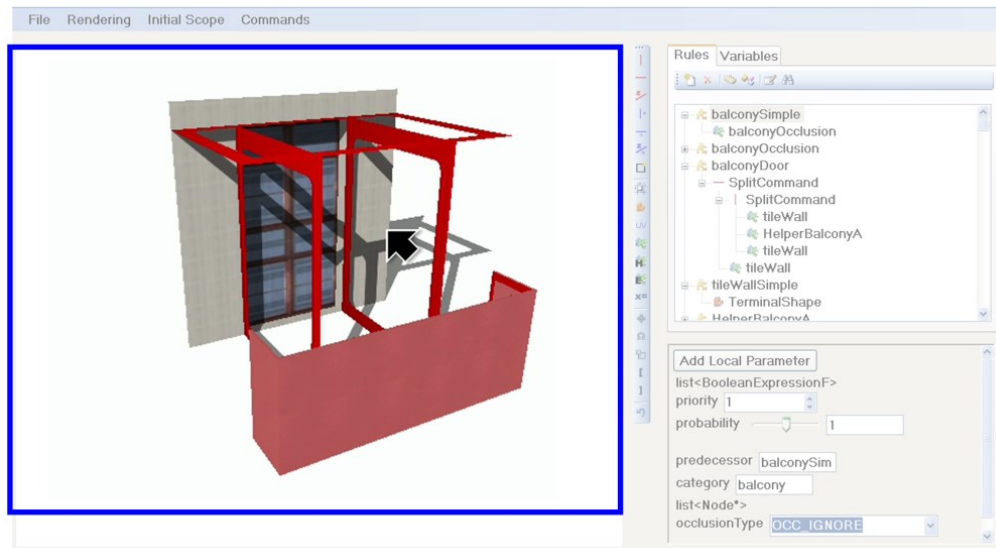 File Rendering Initial Scope Commands
Rules Variables
balconySimple
balconyOcclusion
balconyOcclusion
balconyDoor
SplitCommand
SplitCommand
tileWall
HelperBalconyA
tileWall
tileWall
tileWallSimple
TerminalShape
HelperBalconyA
Add Local Parameter
list<BooleanExpressionF>
priority 1
probability 1
predecessor balconySim
category balcony
list<Node*>
occlusionType OCC_IGNORE